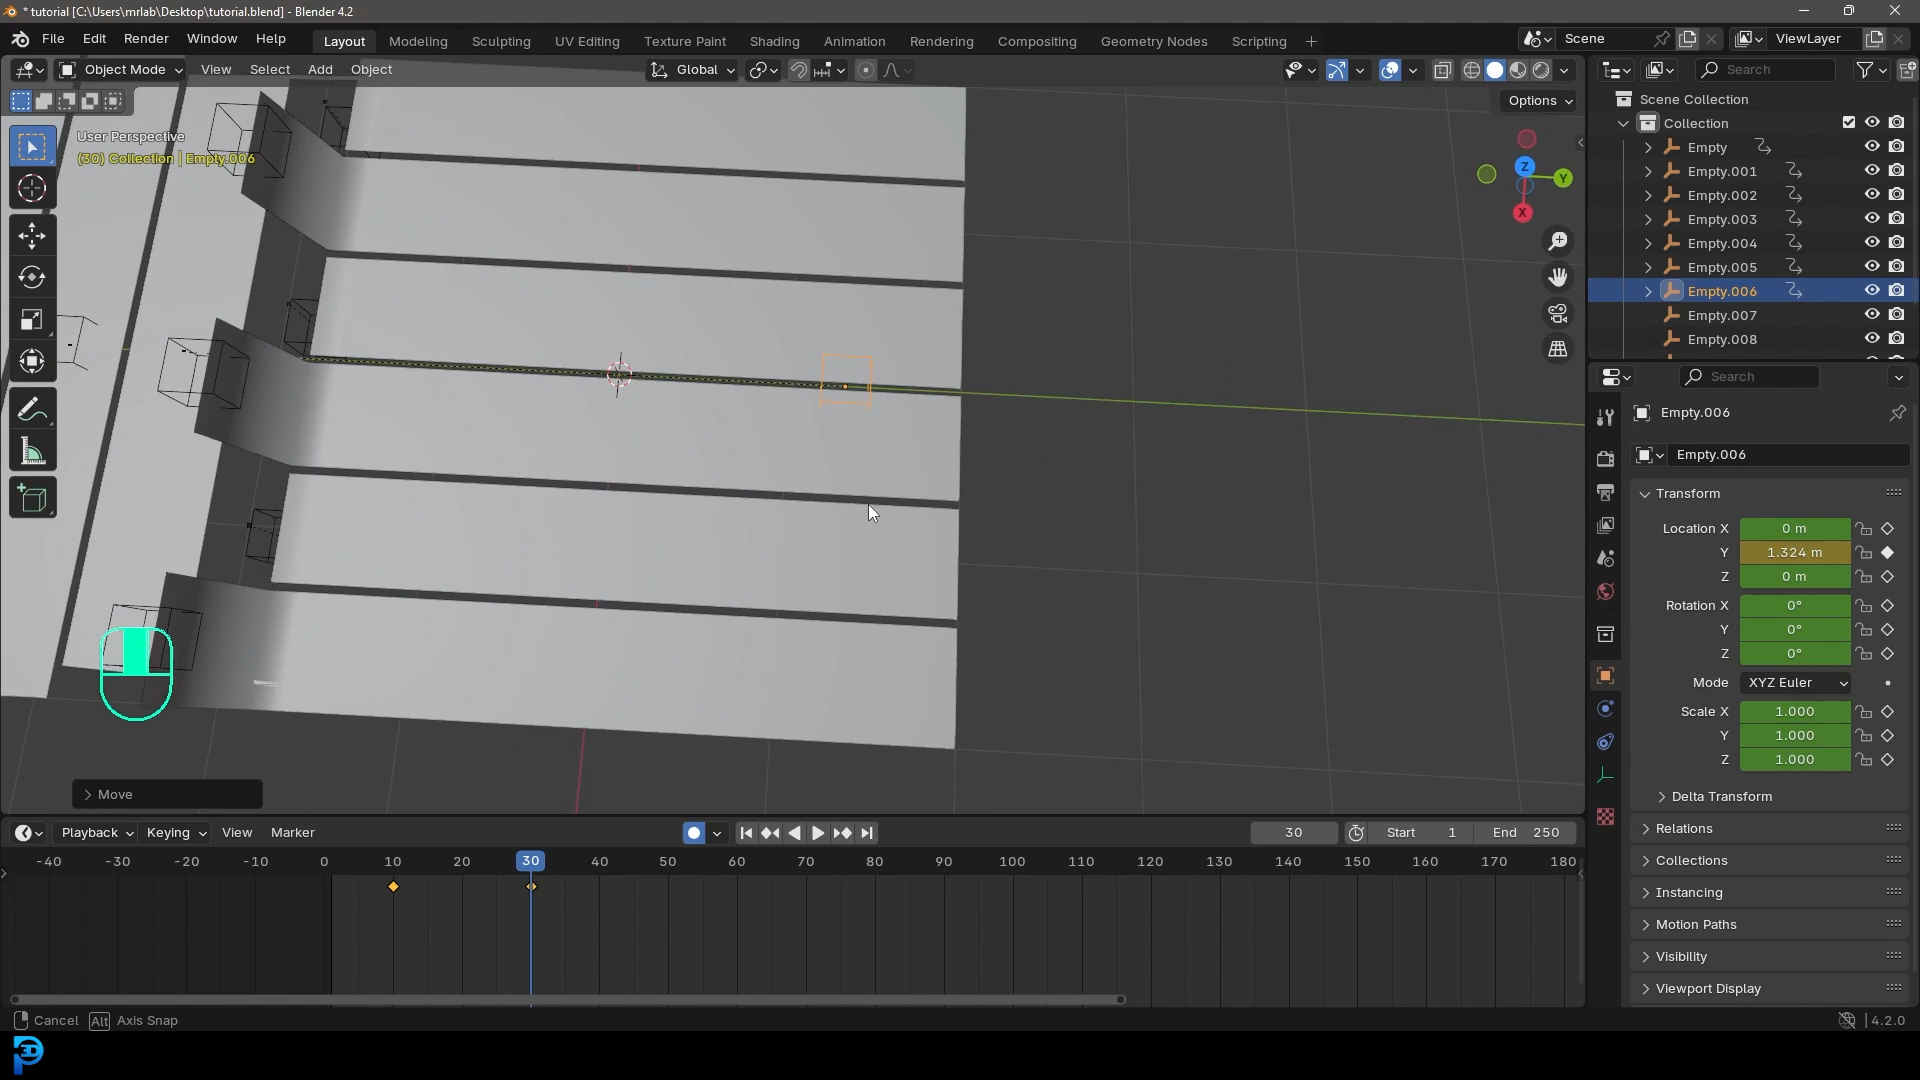 * tutorial [C:\Users\mrlab\Desktop\tutorial.blend] - Blender 4.2
File Edit Render Window Help
Layout Modeling Sculpting UV Editing Texture Paint Shading Animation Rendering Compositing Geometry Nodes Scripting +
Scene
ViewLayer
Object Mode View Select Add Object
Global
Options
User Perspective
(30) Collection | Empty.006
Z
Y
X
Move
Search
Scene Collection
Collection
Empty
Empty.001
Empty.002
Empty.003
Empty.004
Empty.005
Empty.006
Empty.007
Empty.008
Search
Empty.006
Empty.006
Transform
Location X 0 m
Y 1.324 m
Z 0 m
Rotation X 0°
Y 0°
Z 0°
Mode XYZ Euler
Scale X 1.000
Y 1.000
Z 1.000
Delta Transform
Relations
Collections
Instancing
Motion Paths
Visibility
Viewport Display
Playback Keying View Marker
30 Start 1 End 250
-40 -30 -20 -10 0 10 20 30 40 50 60 70 80 90 100 110 120 130 140 150 160 170 180
Cancel Alt Axis Snap
4.2.0